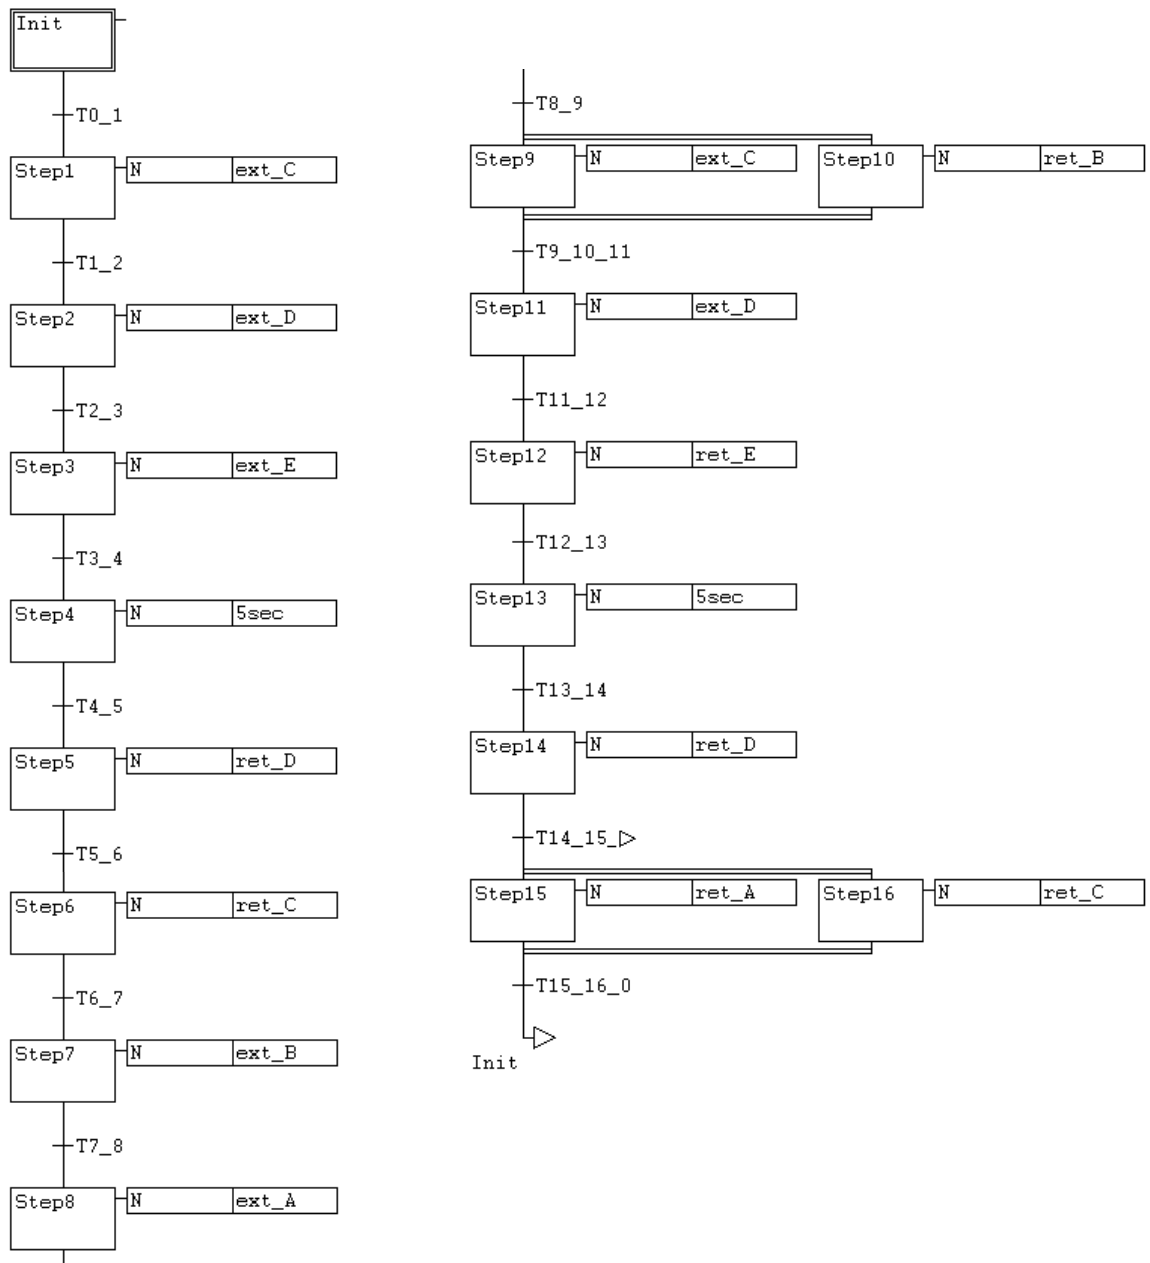 Init
T0_1
Step1 N ext_C
T1_2
Step2 N ext_D
T2_3
Step3 N ext_E
T3_4
Step4 N 5sec
T4_5
Step5 N ret_D
T5_6
Step6 N ret_C
T6_7
Step7 N ext_B
T7_8
Step8 N ext_A
T8_9
Step9 N ext_C Step10 N ret_B
T9_10_11
Step11 N ext_D
T11_12
Step12 N ret_E
T12_13
Step13 N 5sec
T13_14
Step14 N ret_D
T14_15_
Step15 N ret_A Step16 N ret_C
T15_16_0
Init